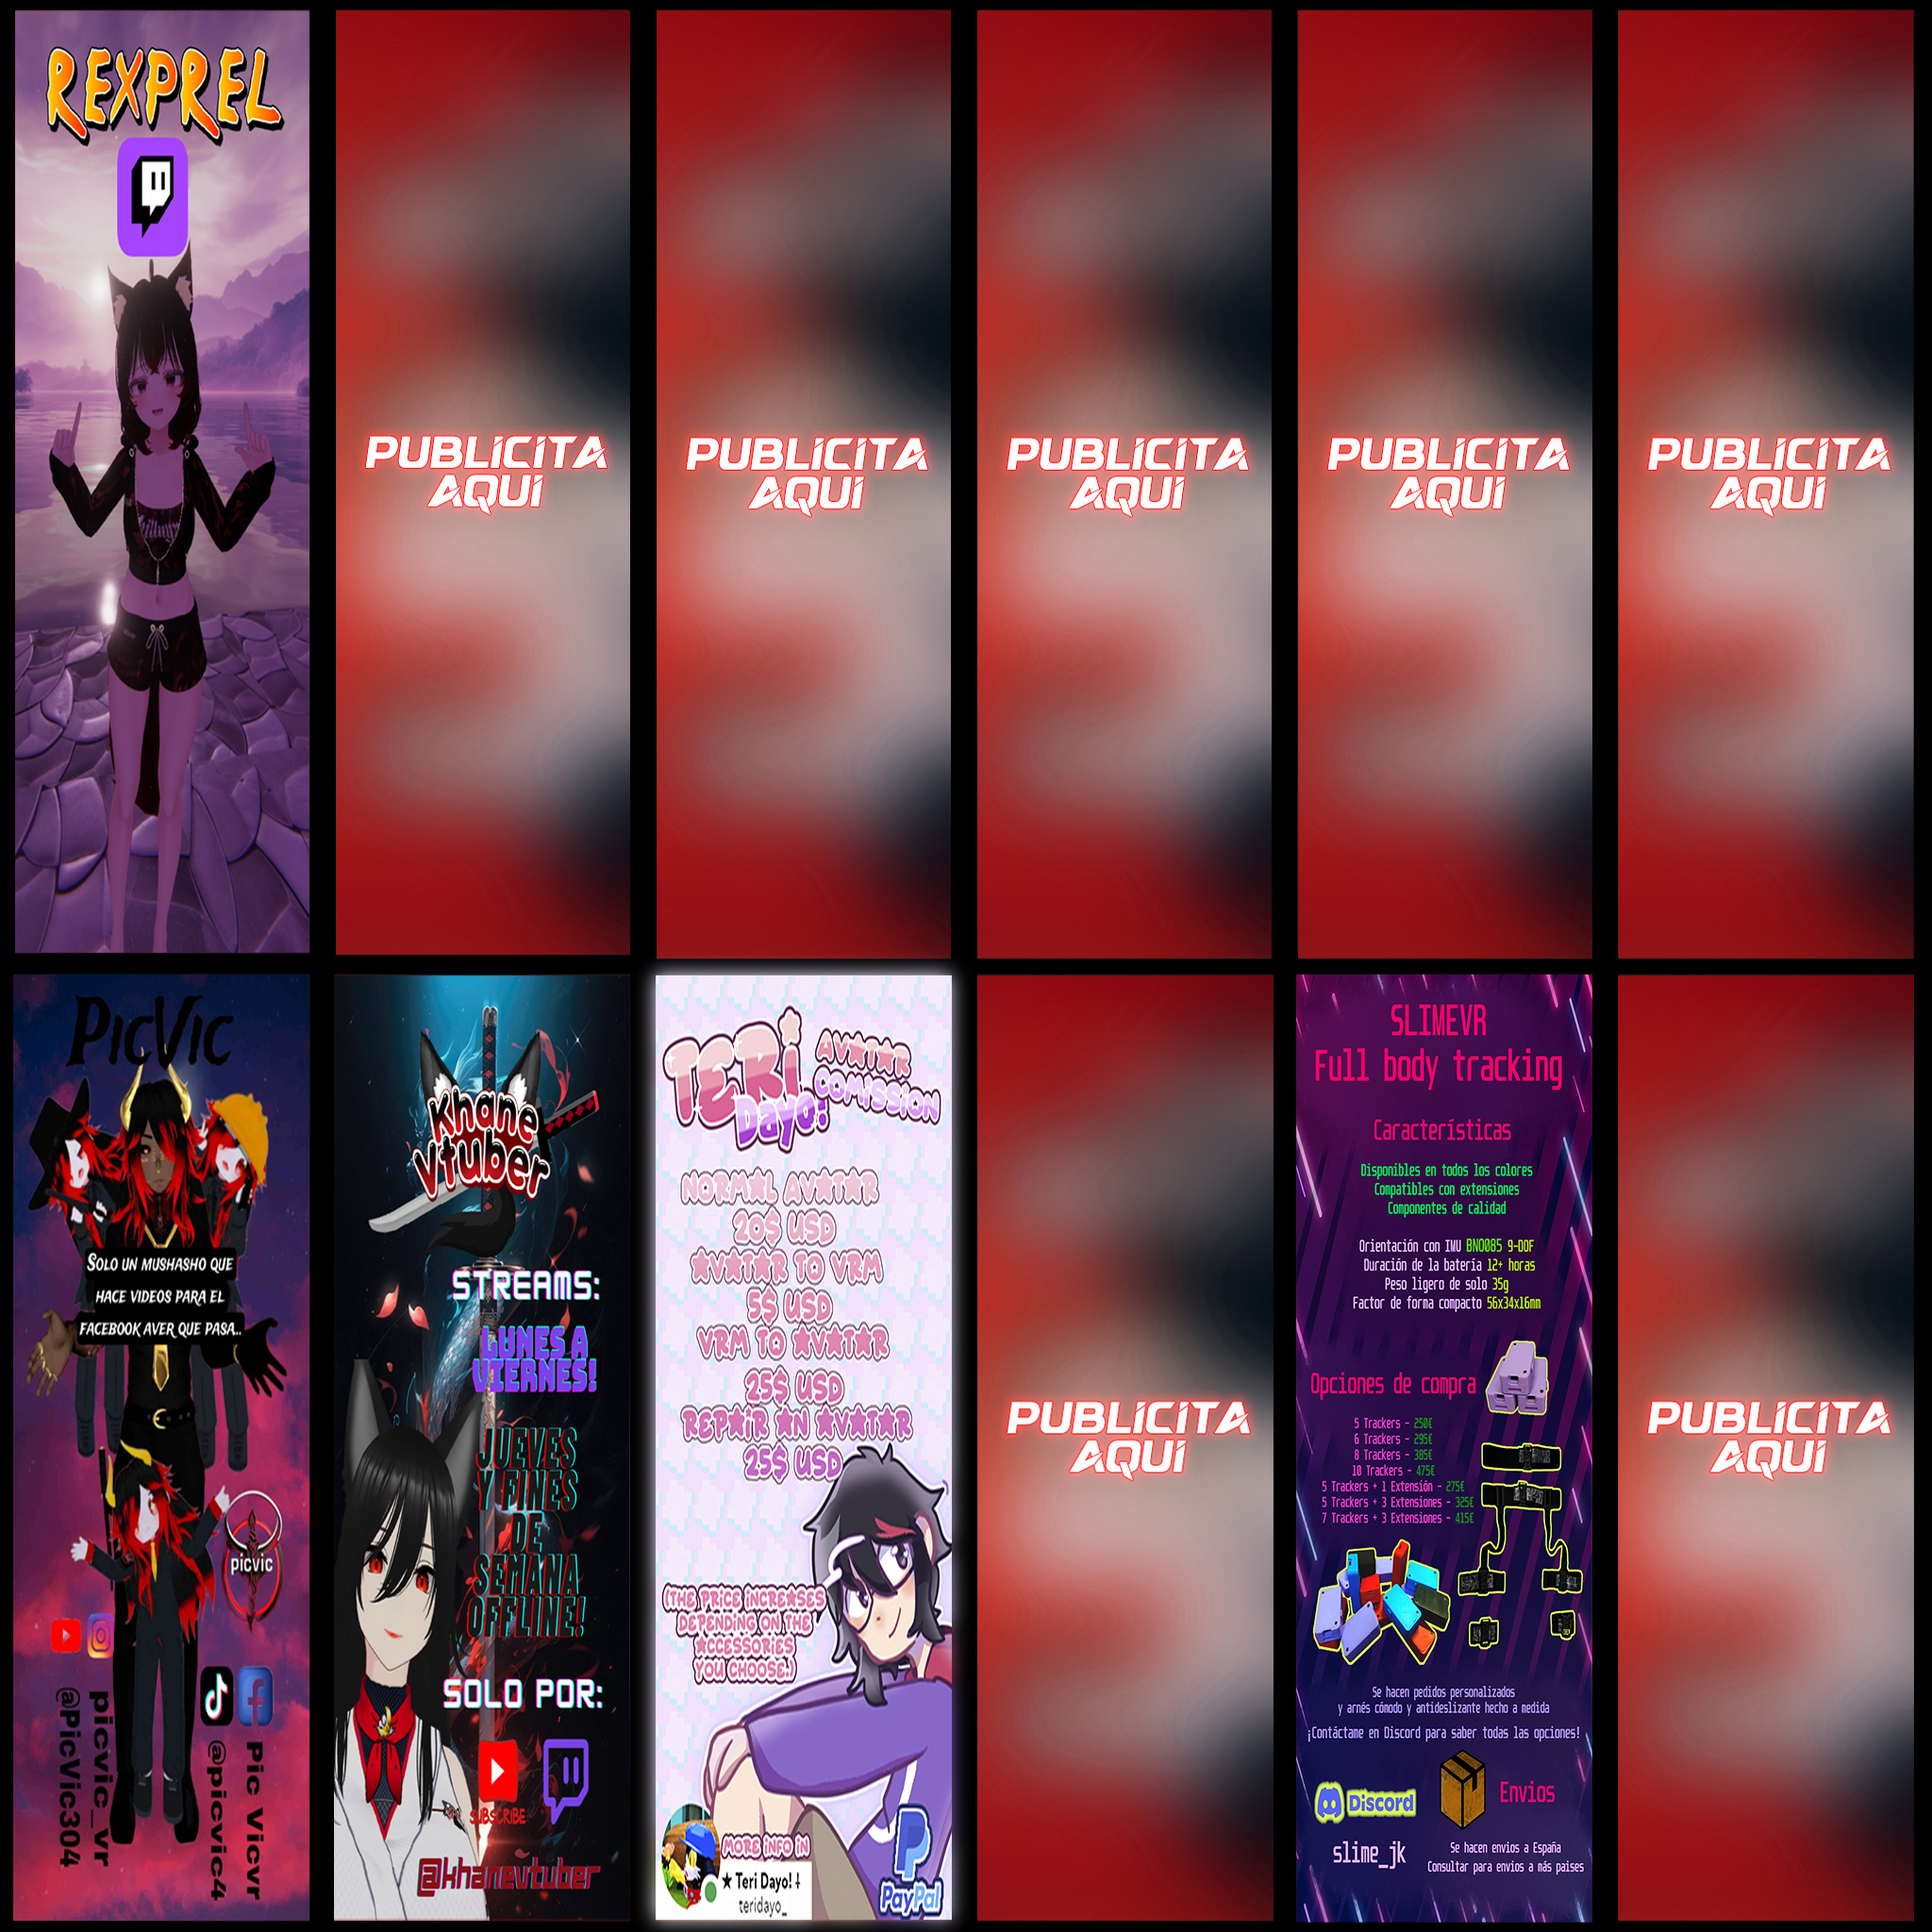 REXPREL
PUBLICITA
AQUI
PUBLICITA
AQUI
PUBLICITA
AQUI
PUBLICITA
AQUI
PUBLICITA
AQUI
PICVIC
SOLO UN MUSHASHO QUE
HACE VIDEOS PARA EL
FACEBOOK AVER QUE PASA...
picvic
picvic_vr
@PicVic304
Pic Vicvr
@picvic4
Khane
Vtuber
STREAMS:
LUNES A
VIERNES!
JUEVES
Y FINES
DE
SEMANA
OFFLINE!
SOLO POR:
SUBSCRIBE
@khanevtuber
TERi
Dayo!
AVATAR
COMISSION
NORMAL AVATAR
20$ USD
AVATAR TO VRM
5$ USD
VRM TO AVATAR
25$ USD
REPAIR AN AVATAR
25$ USD
(THE PRICE INCREASES
DEPENDING ON THE
ACCESSORIES
YOU CHOOSE.)
MORE INFO IN
★ Teri Dayo! ⸸
teridayo_
PayPal
PUBLICITA
AQUI
SLIMEVR
Full body tracking
Características
Disponibles en todos los colores
Compatibles con extensiones
Componentes de calidad
Orientación con IMU BNO085 9-DOF
Duración de la bateria 12+ horas
Peso ligero de solo 35g
Factor de forma compacto 56x34x16mm
Opciones de compra
5 Trackers - 250€
6 Trackers - 295€
8 Trackers - 385€
10 Trackers - 475€
5 Trackers + 1 Extensión - 275€
5 Trackers + 3 Extensiones - 325€
7 Trackers + 3 Extensiones - 415€
Se hacen pedidos personalizados
y arnés cómodo y antideslizante hecho a medida
¡Contáctame en Discord para saber todas las opciones!
Discord
slime_jk
Envios
Se hacen envios a España
Consultar para envios a más paises
PUBLICITA
AQUI